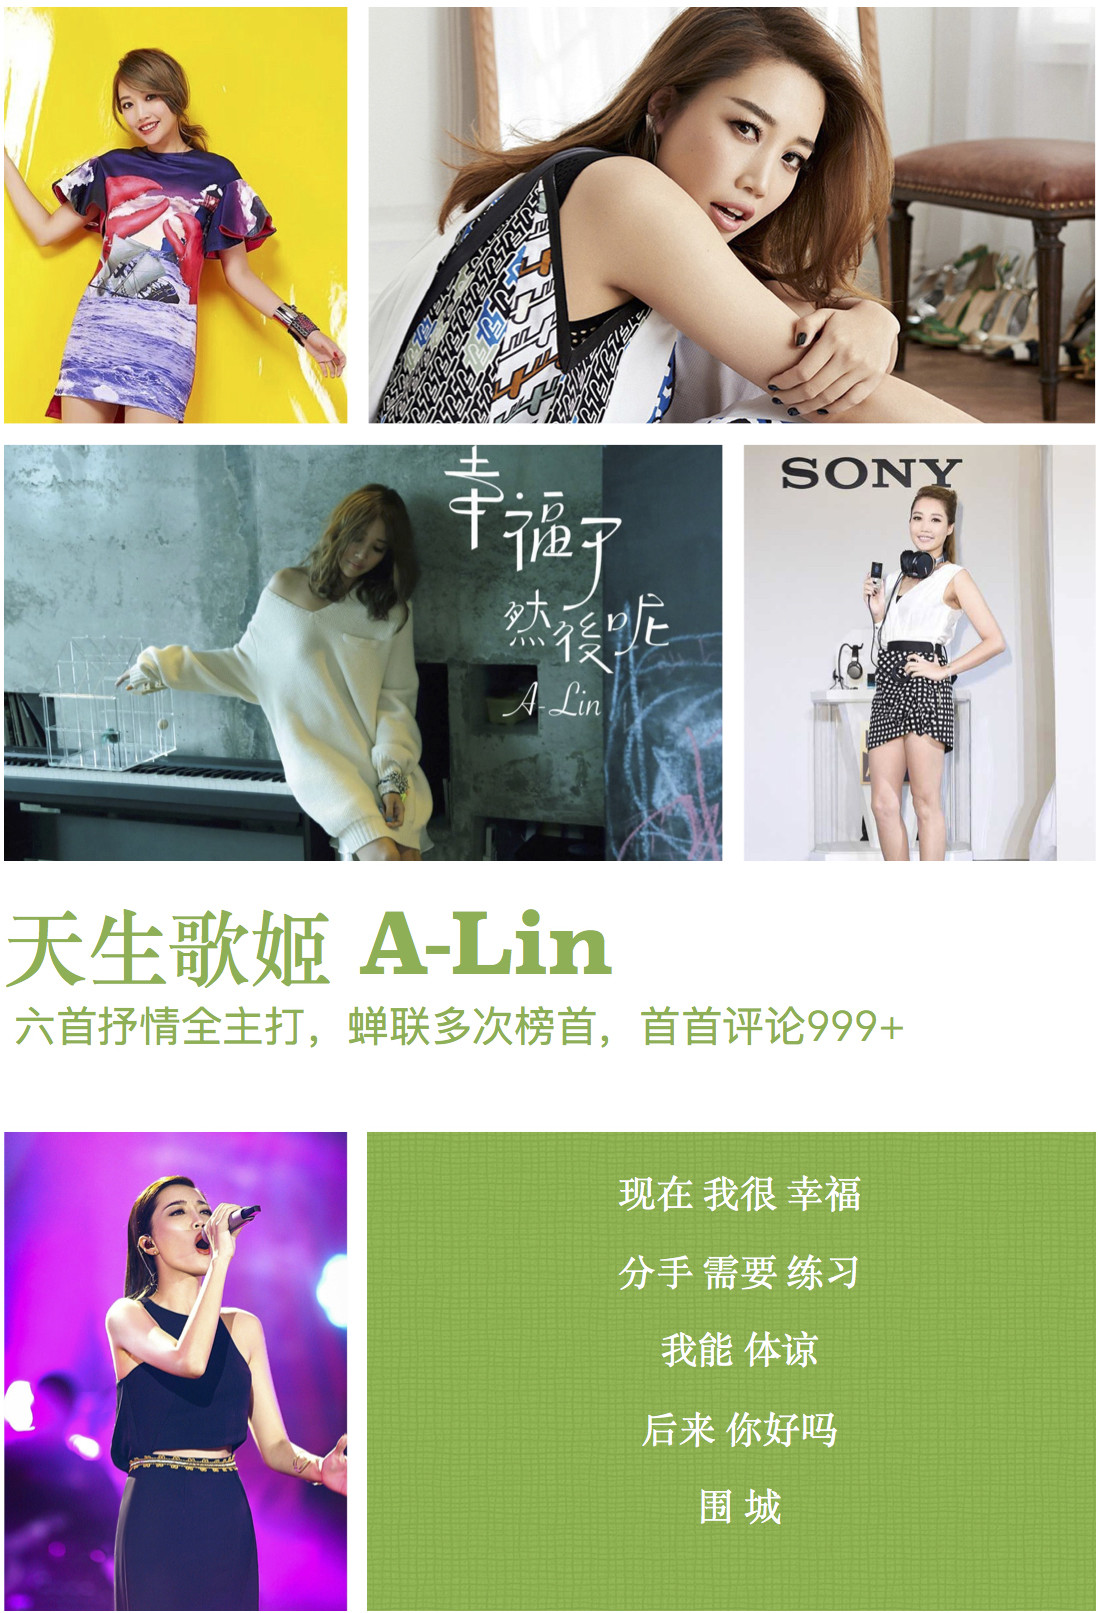 幸福了
然後呢
A-Lin
SONY
天生歌姬 A-Lin
六首抒情全主打，蝉联多次榜首，首首评论999+
现在 我很 幸福
分手 需要 练习
我能 体谅
后来 你好吗
围 城